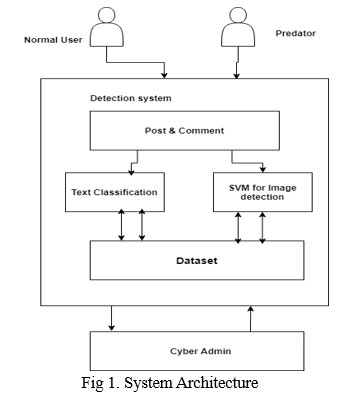 Normal User
Predator
Detection system
Post & Comment
Text Classification
SVM for Image
detection
Dataset
Cyber Admin
Fig 1. System Architecture